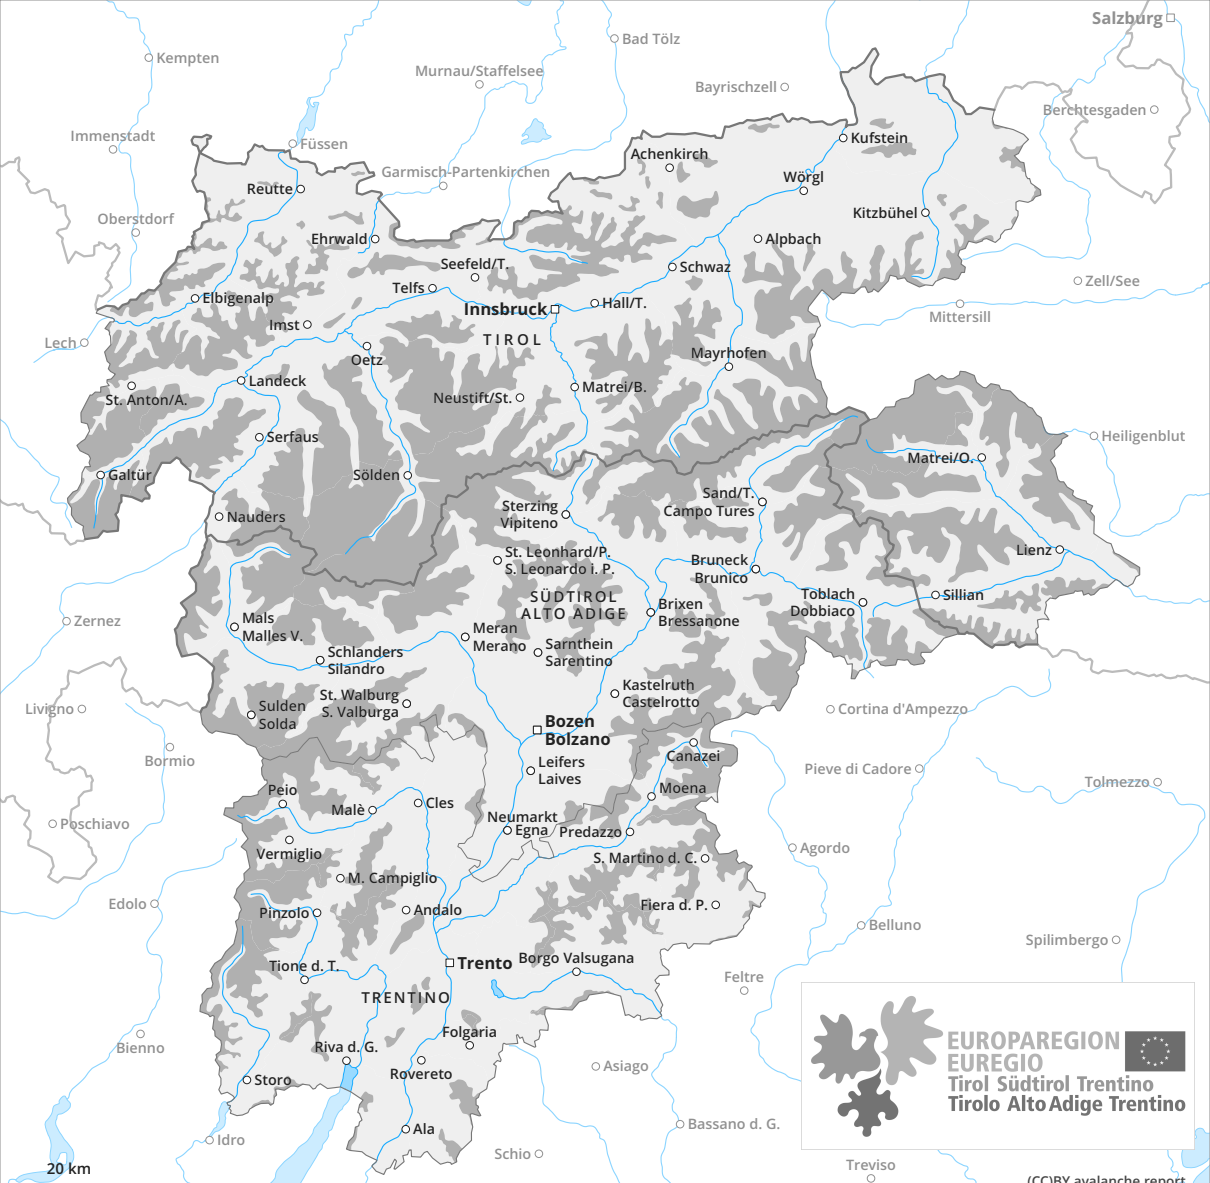 Salzburg
Bad Tölz
Kempten
Murnau/Staffelsee
Bayrischzell
Berchtesgaden
Immenstadt
Füssen
Kufstein
Achenkirch
Garmisch-Partenkirchen
Wörgl
Reutte
Oberstdorf
Kitzbühel
Ehrwald
Alpbach
Seefeld/T.
Schwaz
Zell/See
Telfs
Elbigenalp
Hall/T.
Innsbruck
Mittersill
Imst
TIROL
Lech
Mayrhofen
Oetz
Landeck
Matrei/B.
St. Anton/A.
Neustift/St.
Serfaus
Heiligenblut
Matrei/O.
Galtür
Sölden
Sand/T.
Campo Tures
Sterzing
Vipiteno
Nauders
St. Leonhard/P.
S. Leonardo i. P.
Lienz
Bruneck
Brunico
SÜDTIROL
ALTO ADIGE
Toblach
Dobbiaco
Sillian
Brixen
Bressanone
Zernez
Mals
Malles V.
Meran
Merano
Sarnthein
Sarentino
Schlanders
Silandro
Kastelruth
Castelrotto
St. Walburg
S. Valburga
Sulden
Solda
Livigno
Cortina d'Ampezzo
Bozen
Bolzano
Bormio
Canazei
Leifers
Laives
Pieve di Cadore
Tolmezzo
Moena
Peio
Cles
Malè
Neumarkt
Egna
Predazzo
Poschiavo
Vermiglio
Agordo
S. Martino d. C.
M. Campiglio
Edolo
Fiera d. P.
Pinzolo
Andalo
Belluno
Spilimbergo
Trento
Borgo Valsugana
Tione d. T.
Feltre
TRENTINO
Folgaria
Bienno
Riva d. G.
Rovereto
Asiago
Storo
EUROPAREGION
EUREGIO
Tirol Südtirol Trentino
Tirolo Alto Adige Trentino
Ala
Bassano d. G.
Idro
Schio
Treviso
20 km
(CC)BY avalanche.report